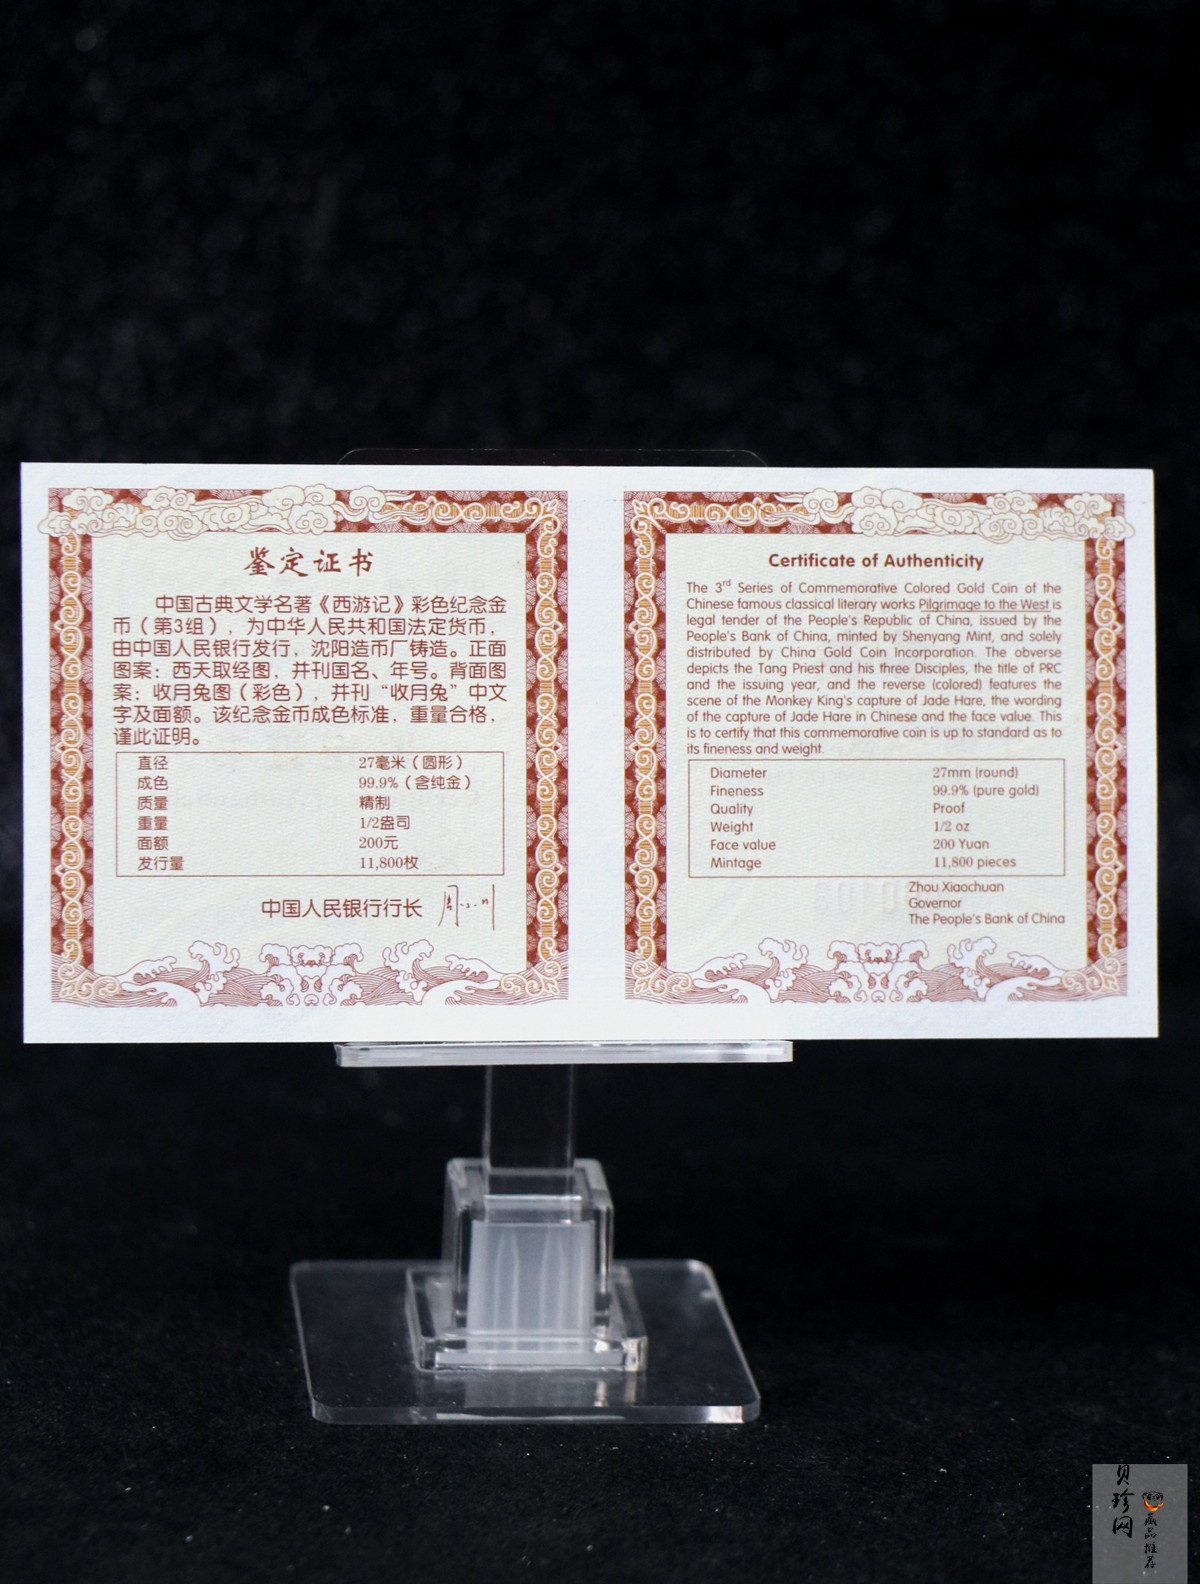 鉴定证书
中国古典文学名著《西游记》彩色纪念金
币（第3组），为中华人民共和国法定货币，
由中国人民银行发行，沈阳造币厂铸造。正面
图案：西天取经图，并刊国名、年号。背面图
案：收月兔图（彩色），并刊“收月兔”中文
字及面额。该纪念金币成色标准，重量合格，
谨此证明。
直径 27毫米（圆形）
成色 99.9%（含纯金）
质量 精制
重量 1/2盎司
面额 200元
发行量 11,800枚
中国人民银行行长
Certificate of Authenticity
The 3rd Series of Commemorative Colored Gold Coin of the
Chinese famous classical literary works Pilgrimage to the West is
legal tender of the People's Republic of China, issued by the
People's Bank of China, minted by Shenyang Mint, and solely
distributed by China Gold Coin Incorporation. The obverse
depicts the Tang Priest and his three Disciples, the title of PRC
and the issuing year, and the reverse (colored) features the
scene of the Monkey King's capture of Jade Hare, the wording
of the capture of Jade Hare in Chinese and the face value. This
is to certify that this commemorative coin is up to standard as to
its fineness and weight.
Diameter 27mm (round)
Fineness 99.9% (pure gold)
Quality Proof
Weight 1/2 oz
Face value 200 Yuan
Mintage 11,800 pieces
Zhou Xiaochuan
Governor
The People's Bank of China
贝珍网
藏品推荐